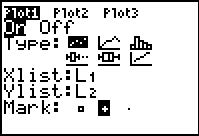 Plot1 Plot2 Plot3
On Off
Type:
Xlist:L₁
Ylist:L₂
Mark: